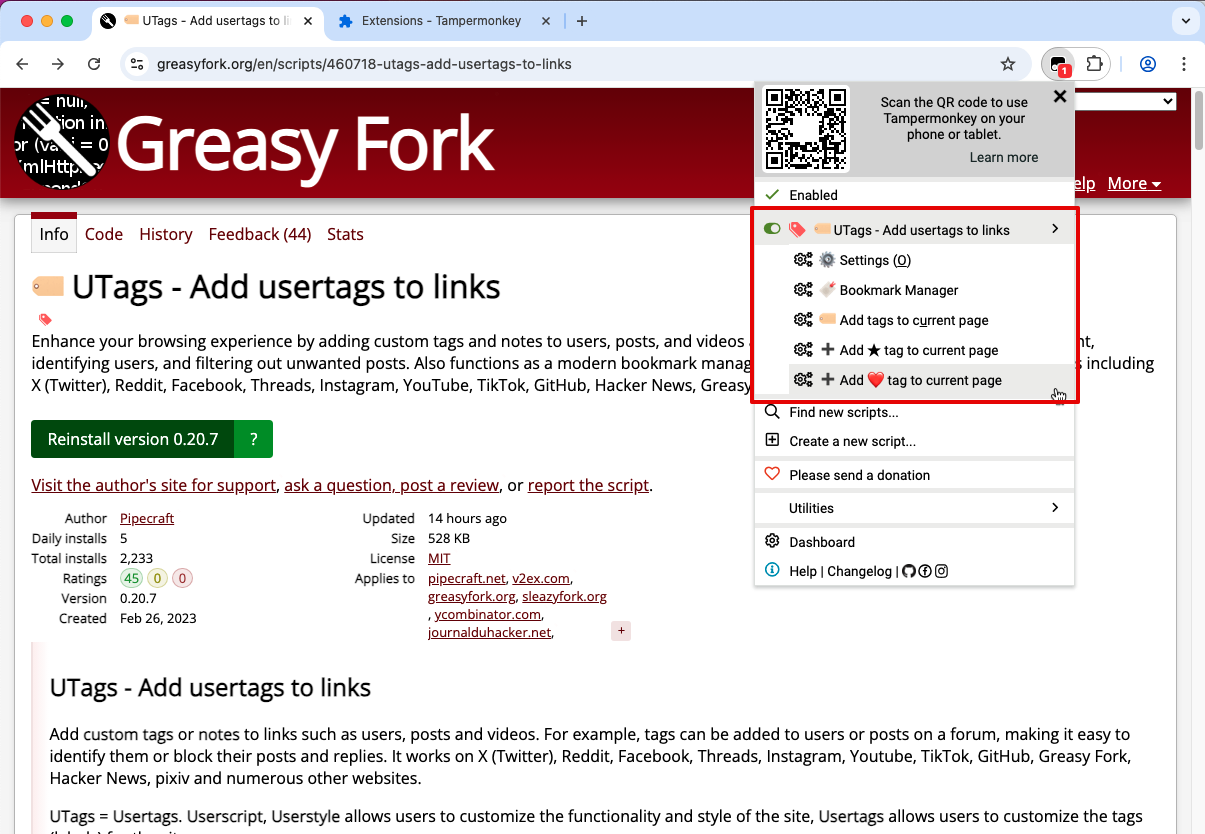 UTags - Add usertags to li
Extensions - Tampermonkey
greasyfork.org/en/scripts/460718-utags-add-usertags-to-links
1
= null,
or (va i = 0
Greasy Fork
elp More
Scan the QR code to use
Tampermonkey on your
phone or tablet.
Learn more
Enabled
UTags - Add usertags to links
Settings (O)
Bookmark Manager
Add tags to current page
Add ★ tag to current page
Add ❤️ tag to current page
Find new scripts...
Create a new script...
Please send a donation
Utilities
Dashboard
Help | Changelog |
Info Code History Feedback (44) Stats
UTags - Add usertags to links
Enhance your browsing experience by adding custom tags and notes to users, posts, and videos
identifying users, and filtering out unwanted posts. Also functions as a modern bookmark manag s including
X (Twitter), Reddit, Facebook, Threads, Instagram, YouTube, TikTok, GitHub, Hacker News, Greasy
Reinstall version 0.20.7 ?
Visit the author's site for support, ask a question, post a review, or report the script.
Author Pipecraft
Daily installs 5
Total installs 2,233
Ratings 45 0 0
Version 0.20.7
Created Feb 26, 2023
Updated 14 hours ago
Size 528 KB
License MIT
Applies to pipecraft.net, v2ex.com,
greasyfork.org, sleazyfork.org
, ycombinator.com,
journalduhacker.net, +
UTags - Add usertags to links
Add custom tags or notes to links such as users, posts and videos. For example, tags can be added to users or posts on a forum, making it easy to
identify them or block their posts and replies. It works on X (Twitter), Reddit, Facebook, Threads, Instagram, Youtube, TikTok, GitHub, Greasy Fork,
Hacker News, pixiv and numerous other websites.
UTags = Usertags. Userscript, Userstyle allows users to customize the functionality and style of the site, Usertags allows users to customize the tags